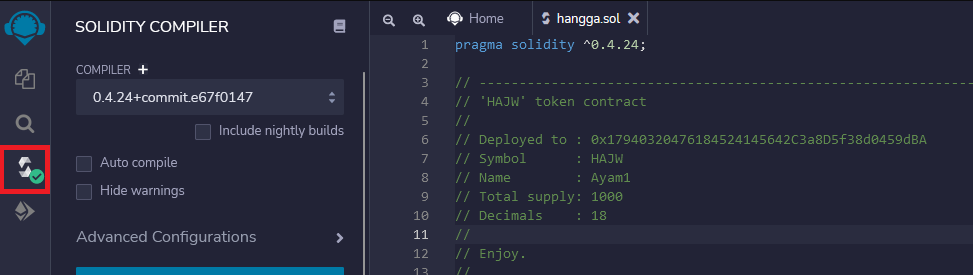 SOLIDITY COMPILER
COMPILER +
0.4.24+commit.e67f0147
Include nightly builds
Auto compile
Hide warnings
Advanced Configurations
Home
hangga.sol
1 pragma solidity ^0.4.24;
2
3 // ----------------------------------------------------------------
4 // 'HAJW' token contract
5 //
6 // Deployed to : 0x17940320476184524145642C3a8D5f38d0459dBA
7 // Symbol      : HAJW
8 // Name        : Ayam1
9 // Total supply: 1000
10 // Decimals    : 18
11 //
12 // Enjoy.
13 //